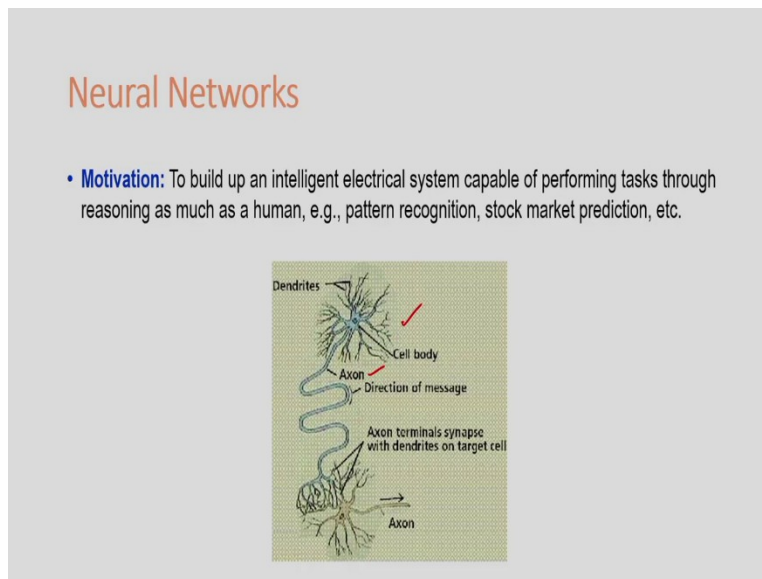 Neural Networks
• Motivation: To build up an intelligent electrical system capable of performing tasks through
reasoning as much as a human, e.g., pattern recognition, stock market prediction, etc.
Dendrites
Cell body
Axon
Direction of message
Axon terminals synapse
with dendrites on target cell
Axon